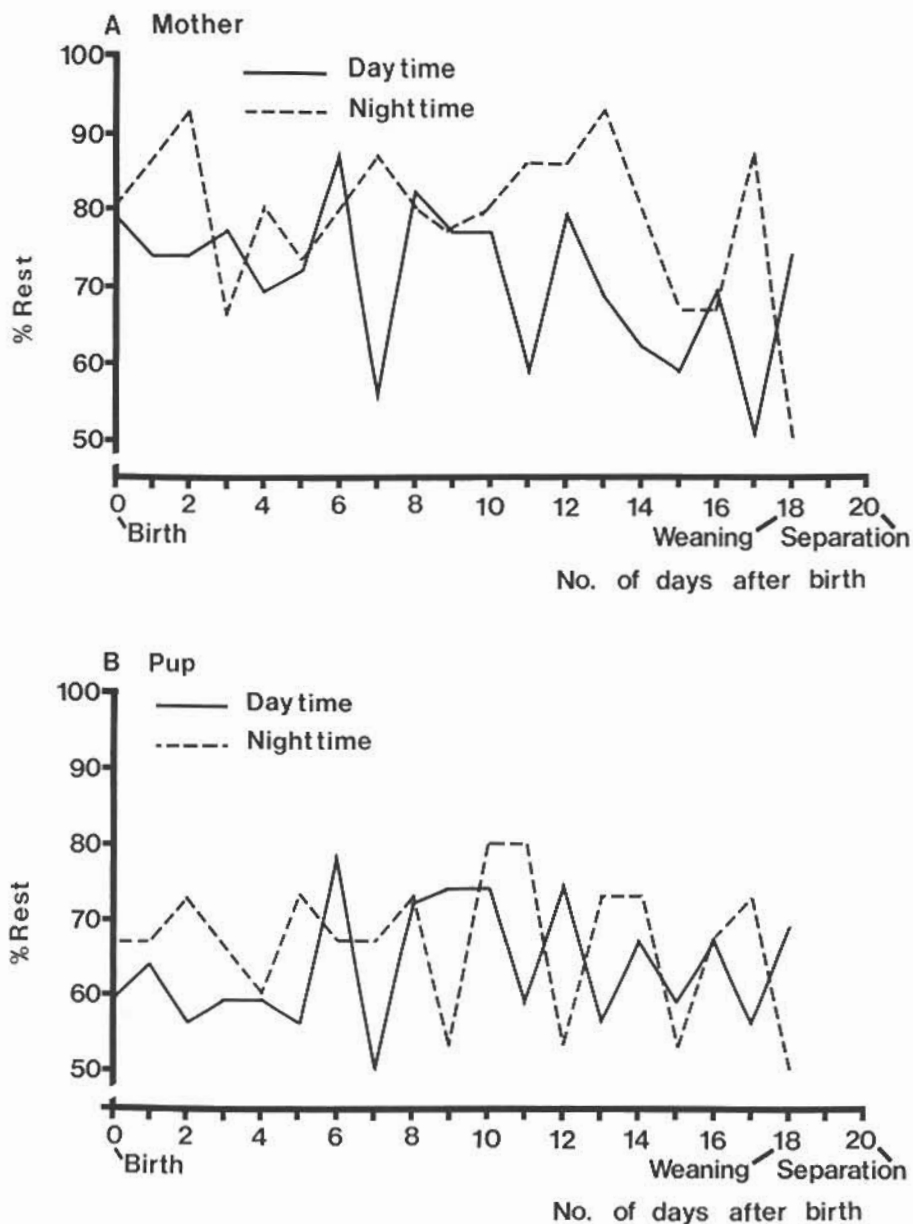 A Mother
100
Day time
Night time
90
80
70
60
50
% Rest
0 2 4 6 8 10 12 14 16 18 20
Birth Weaning Separation
No. of days after birth
B Pup
100
Day time
Night time
90
80
70
60
50
% Rest
0 2 4 6 8 10 12 14 16 18 20
Birth Weaning Separation
No. of days after birth